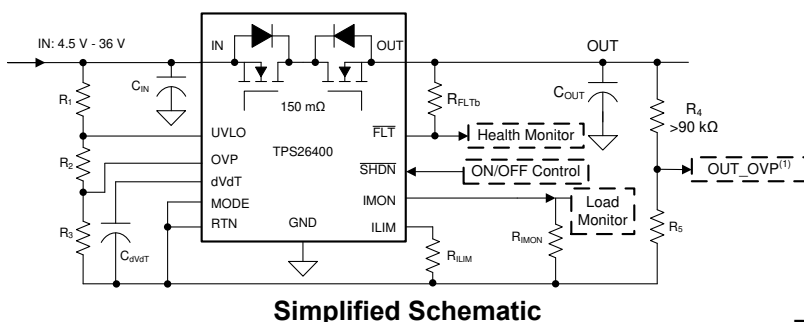 IN: 4.5 V - 36 V
IN
OUT
OUT
R1
CIN
150 mΩ
RFLTb
COUT
R4
>90 kΩ
UVLO
FLT
Health Monitor
R2
OVP
TPS26400
SHDN
ON/OFF Control
OUT_OVP(1)
dVdT
MODE
IMON
Load
Monitor
R3
CdVdT
RTN
GND
ILIM
RILIM
RIMON
R5
Simplified Schematic